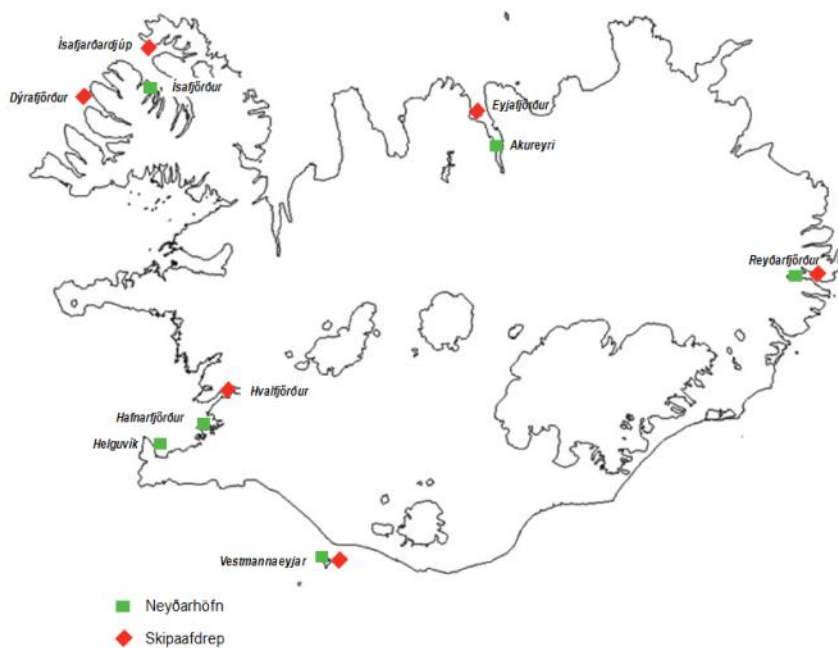 Ísafjarðardjúp
Ísafjörður
Dýrafjörður
Eyjafjörður
Akureyri
Reyðarfjörður
Hvalfjörður
Hafnarfjörður
Helguvík
Vestmannaeyjar
Neyðarhöfn
Skipaafdrep